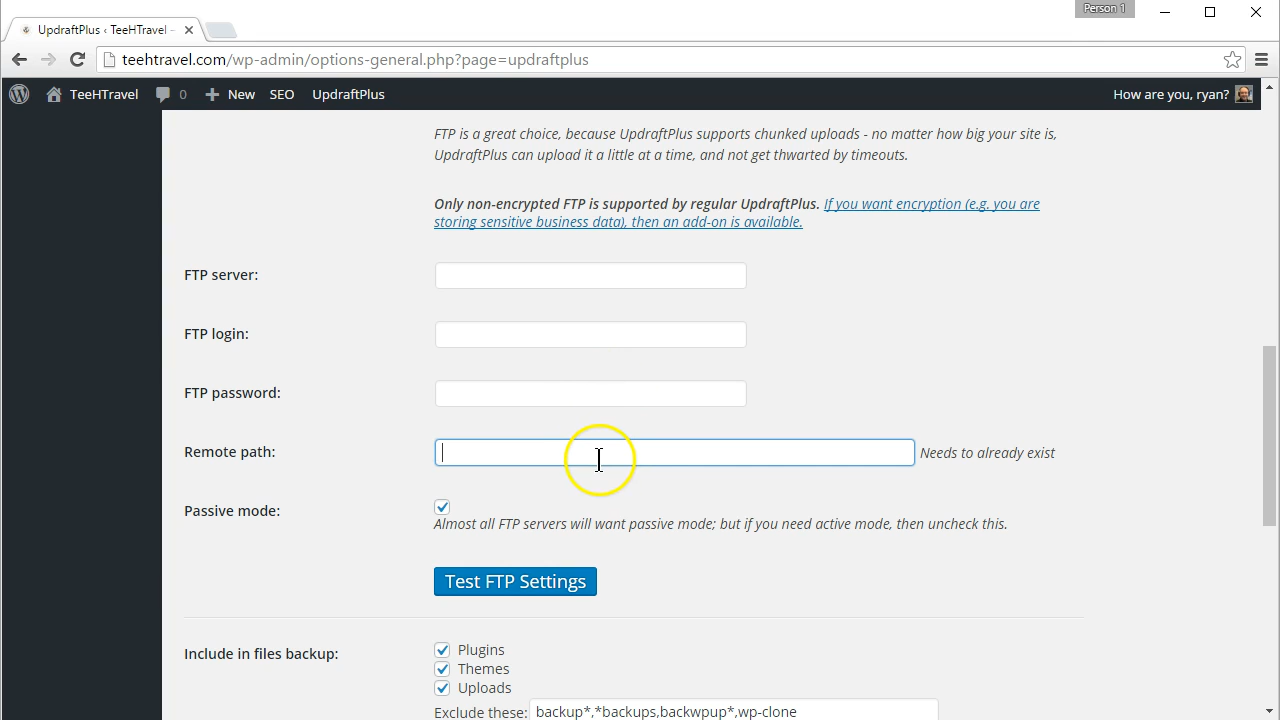 Person 1
UpdraftPlus ‹ TeeHTravel –
teehtravel.com/wp-admin/options-general.php?page=updraftplus
TeeHTravel 0 New SEO UpdraftPlus How are you, ryan?
FTP is a great choice, because UpdraftPlus supports chunked uploads - no matter how big your site is,
UpdraftPlus can upload it a little at a time, and not get thwarted by timeouts.
Only non-encrypted FTP is supported by regular UpdraftPlus. If you want encryption (e.g. you are
storing sensitive business data), then an add-on is available.
FTP server:
FTP login:
FTP password:
Remote path: Needs to already exist
Passive mode:
Almost all FTP servers will want passive mode; but if you need active mode, then uncheck this.
Test FTP Settings
Include in files backup: Plugins
Themes
Uploads
Exclude these: backup*,*backups,backwpup*,wp-clone